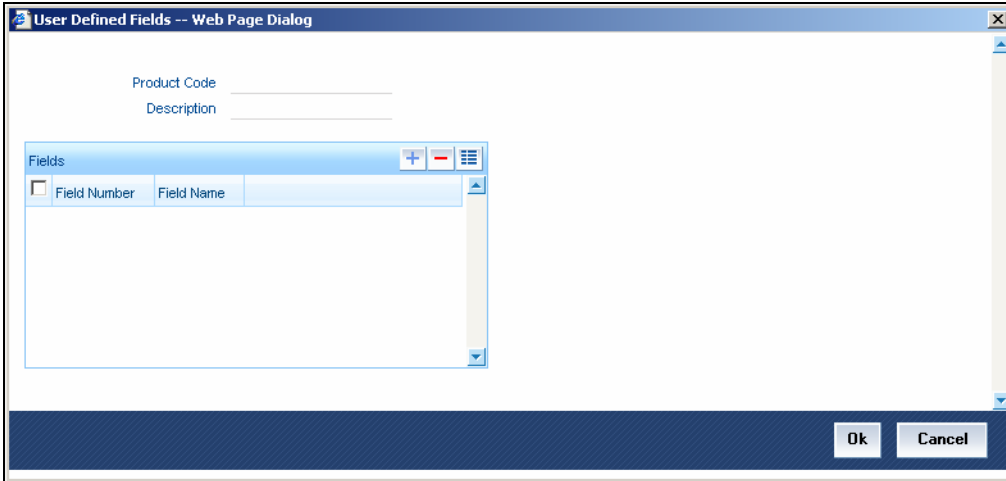 User Defined Fields -- Web Page Dialog
Product Code
Description
Fields
Field Number Field Name
Ok Cancel